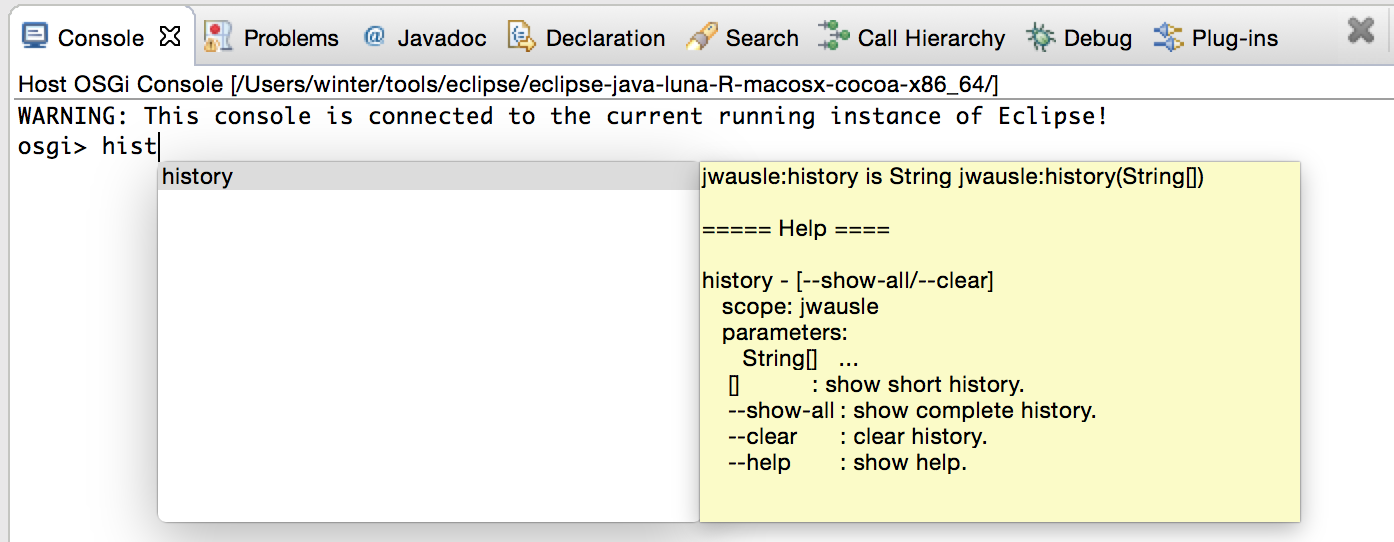 Console Problems @ Javadoc Declaration Search Call Hierarchy Debug Plug-ins
Host OSGi Console [/Users/winter/tools/eclipse/eclipse-java-luna-R-macosx-cocoa-x86_64/]
WARNING: This console is connected to the current running instance of Eclipse!
osgi> hist
history
jwausle:history is String jwausle:history(String[])
===== Help ====
history - [--show-all/--clear]
scope: jwausle
parameters:
String[] ...
[] : show short history.
--show-all : show complete history.
--clear : clear history.
--help : show help.